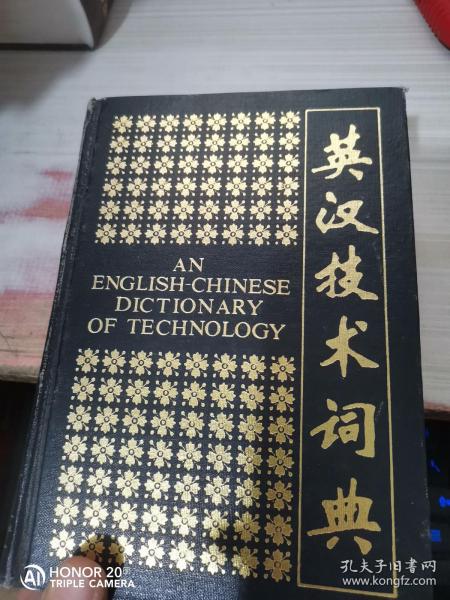 AN
ENGLISH-CHINESE
DICTIONARY
OF TECHNOLOGY
英汉技术词典
AI HONOR 20
TRIPLE CAMERA
孔夫子旧书网
www.kongfz.com